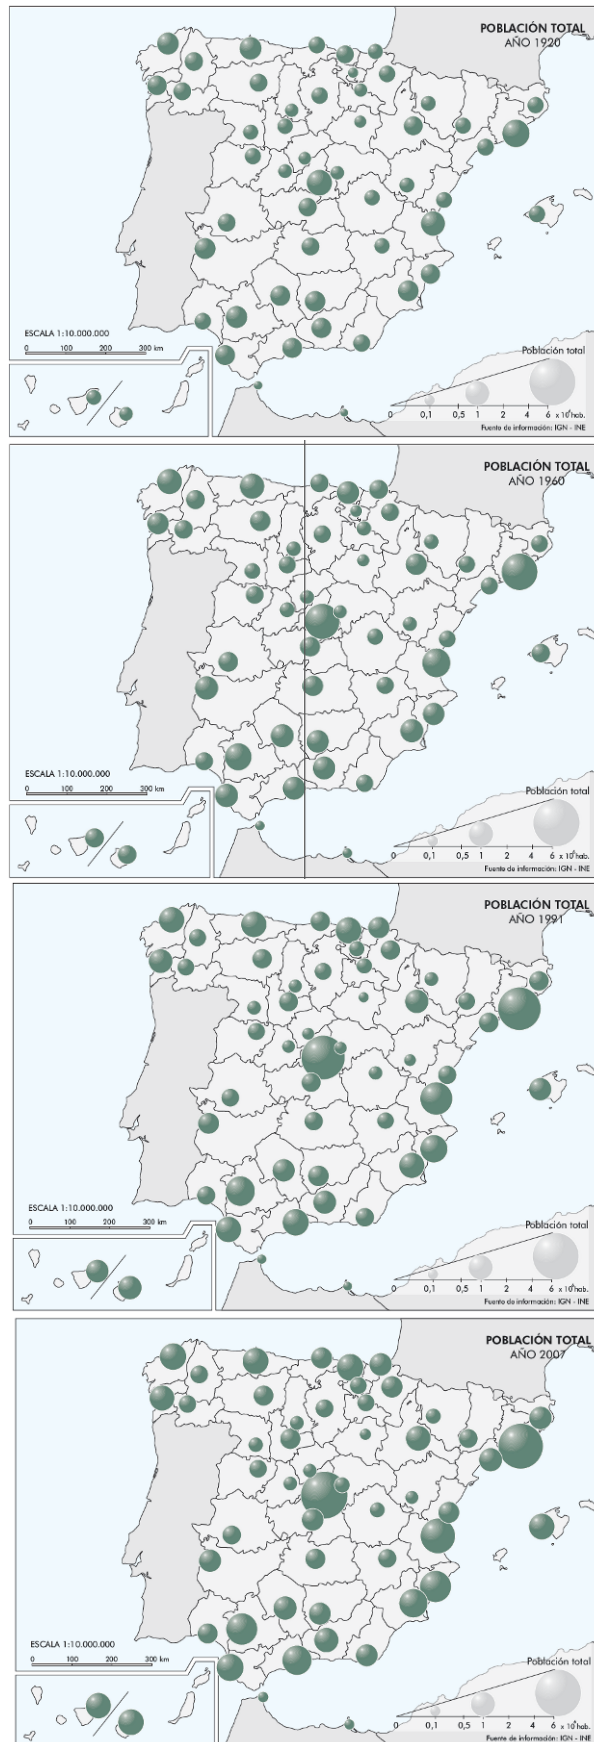 POBLACIÓN TOTAL
AÑO 1920
ESCALA 1:10.000.000
0 100 200 300 km
Población total
0 0,1 0,5 1 2 4 6 x 10⁶ hab.
Fuente de información: IGN - INE
POBLACIÓN TOTAL
AÑO 1960
ESCALA 1:10.000.000
0 100 200 300 km
Población total
0 0,1 0,5 1 2 4 6 x 10⁶ hab.
Fuente de información: IGN - INE
POBLACIÓN TOTAL
AÑO 1991
ESCALA 1:10.000.000
0 100 200 300 km
Población total
0 0,1 0,5 1 2 4 6 x 10⁶ hab.
Fuente de información: IGN - INE
POBLACIÓN TOTAL
AÑO 2007
ESCALA 1:10.000.000
0 100 200 300 km
Población total
0 0,1 0,5 1 2 4 6 x 10⁶ hab.
Fuente de información: IGN - INE